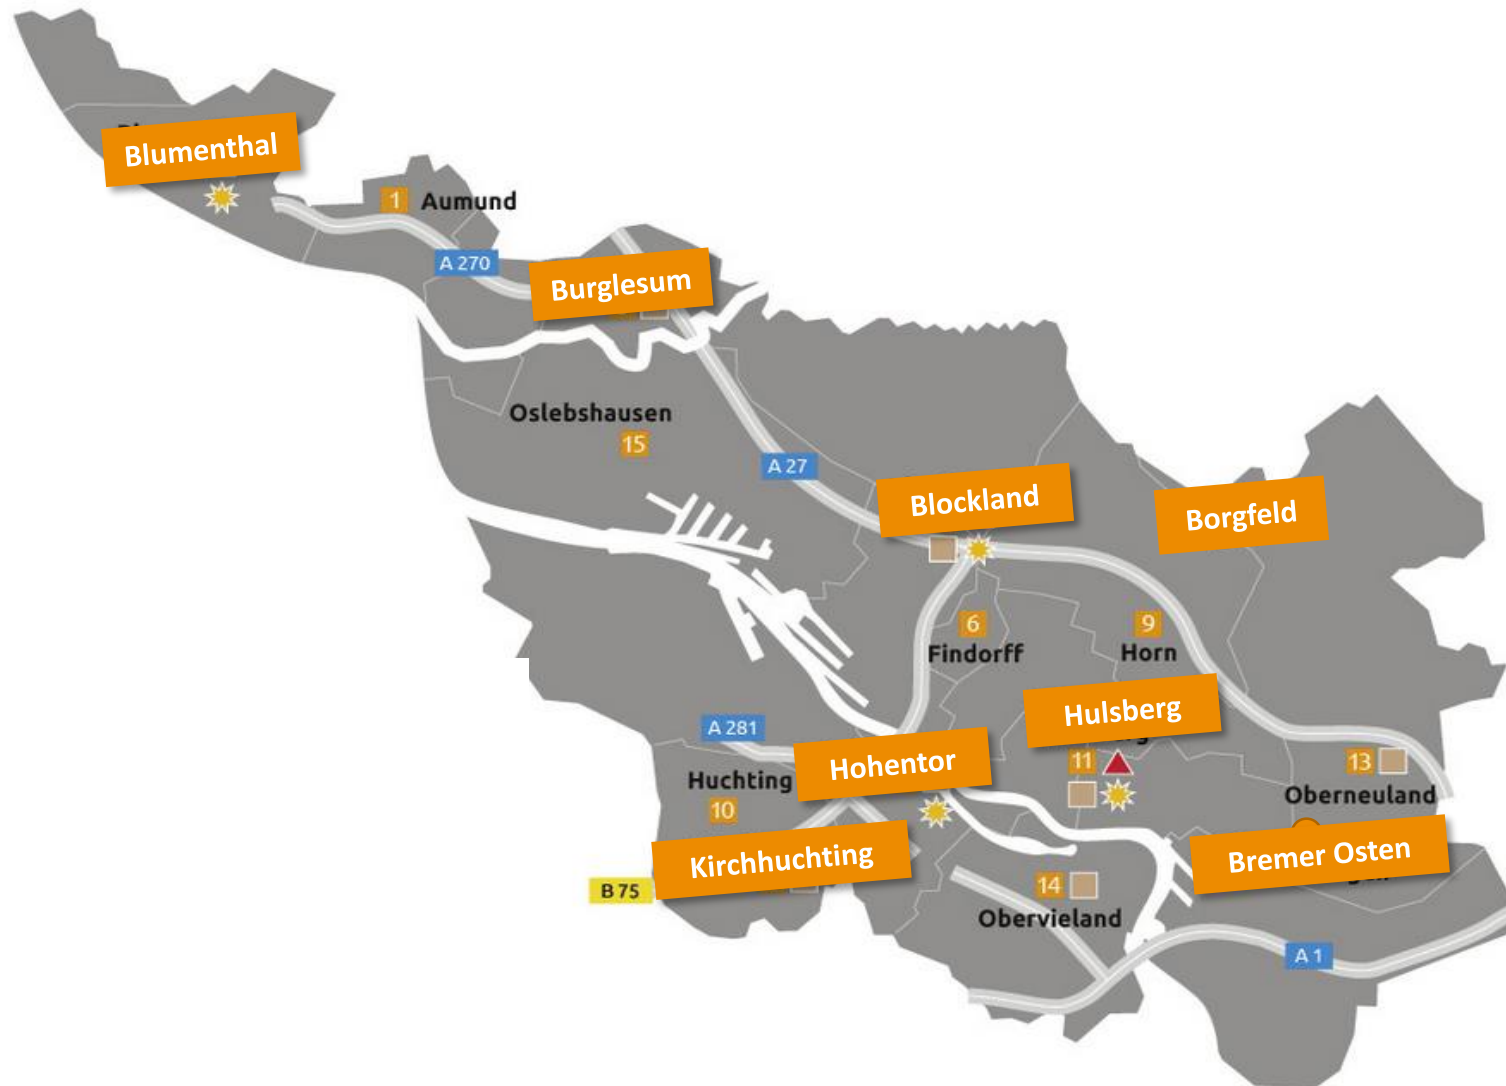 Blumenthal
1 Aumund
A 270
Burglesum
Oslebshausen
15
A 27
Blockland
Borgfeld
6
Findorff
9
Horn
Hulsberg
A 281
Hohentor
11
13
Oberneuland
Huchting
10
Kirchhuchting
Bremer Osten
B 75
14
Obervieland
A 1